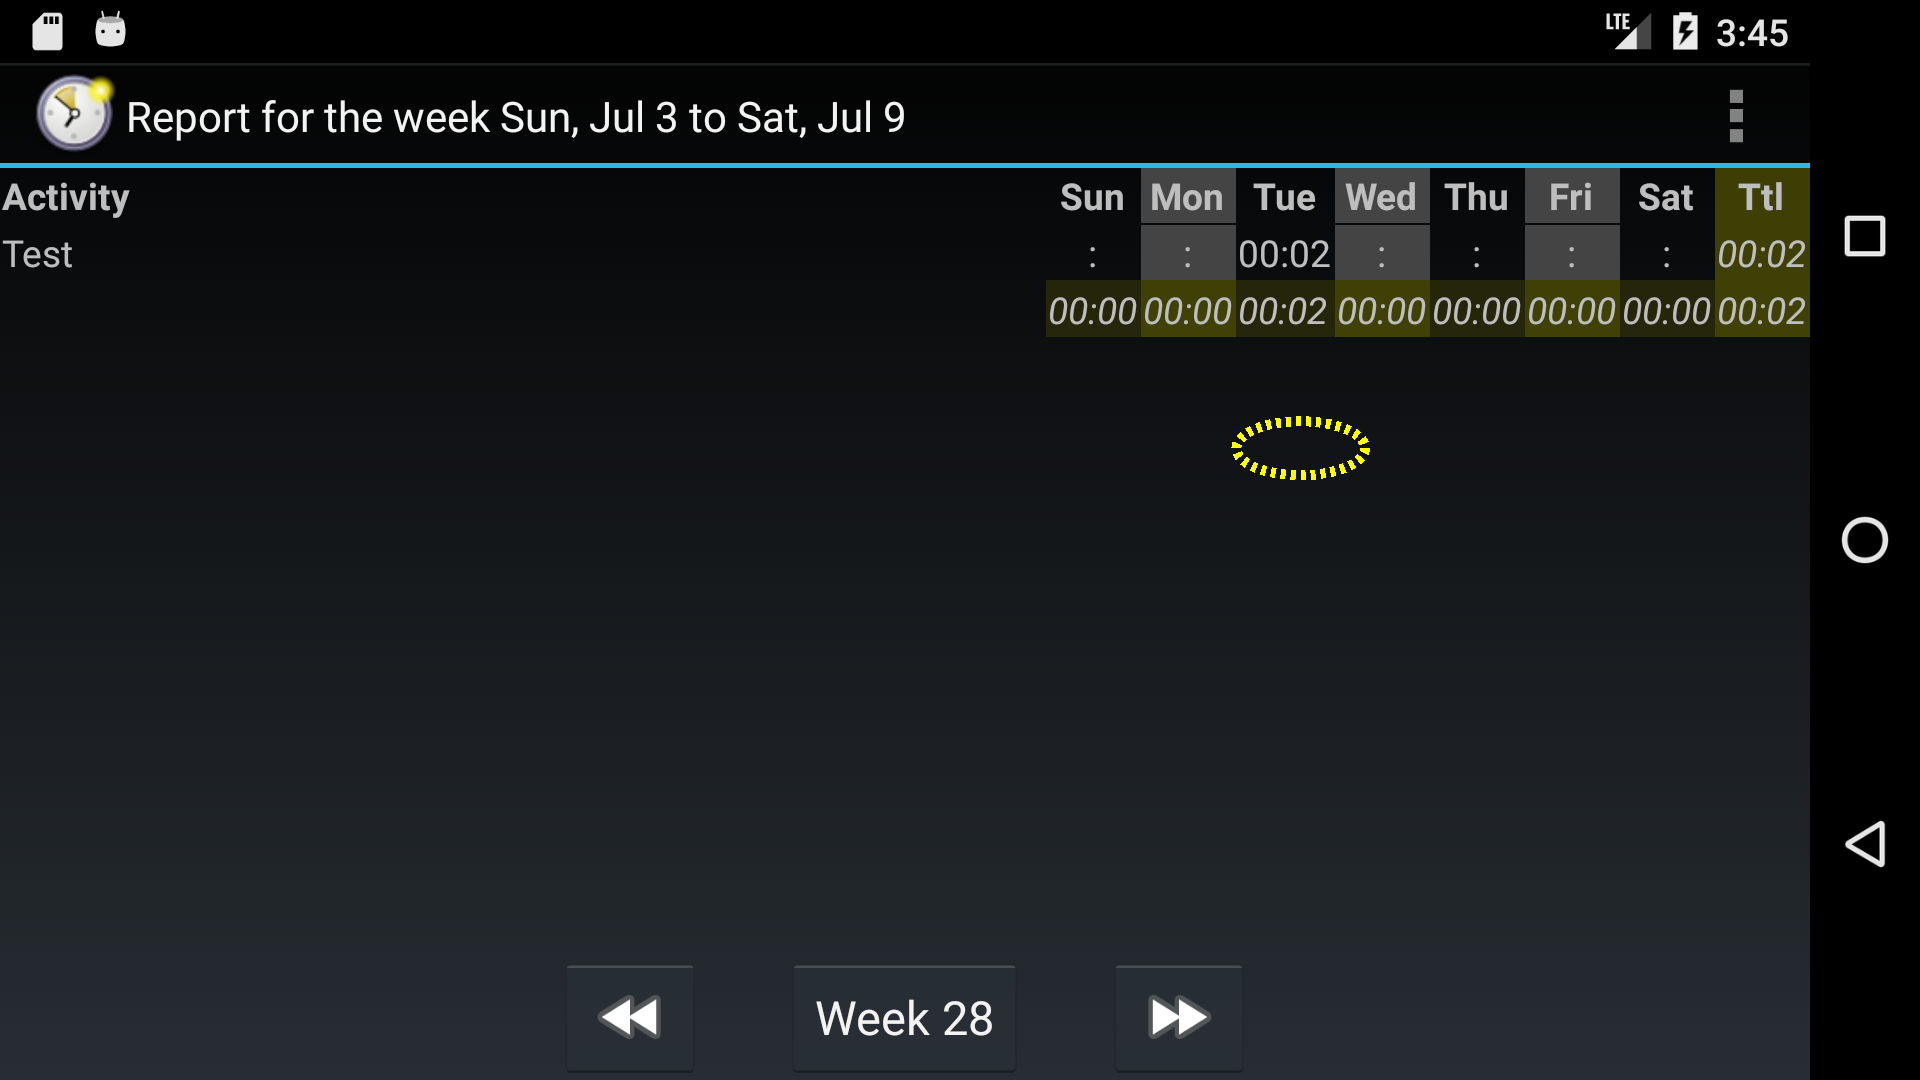 LTE 3:45
Report for the week Sun, Jul 3 to Sat, Jul 9
Activity Sun Mon Tue Wed Thu Fri Sat Ttl
Test : : 00:02 : : : : 00:02
00:00 00:00 00:02 00:00 00:00 00:00 00:00 00:02
Week 28